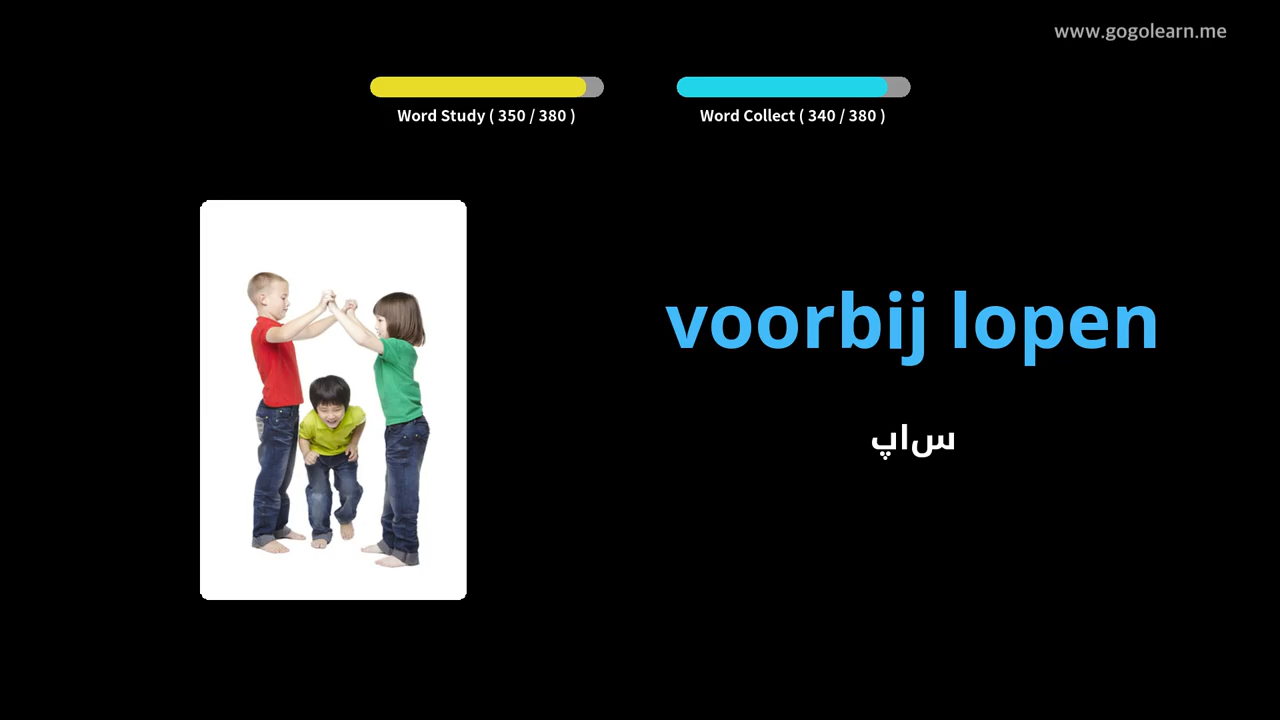 www.gogolearn.me
Word Study ( 350 / 380 )
Word Collect ( 340 / 380 )
voorbij lopen
ساپ